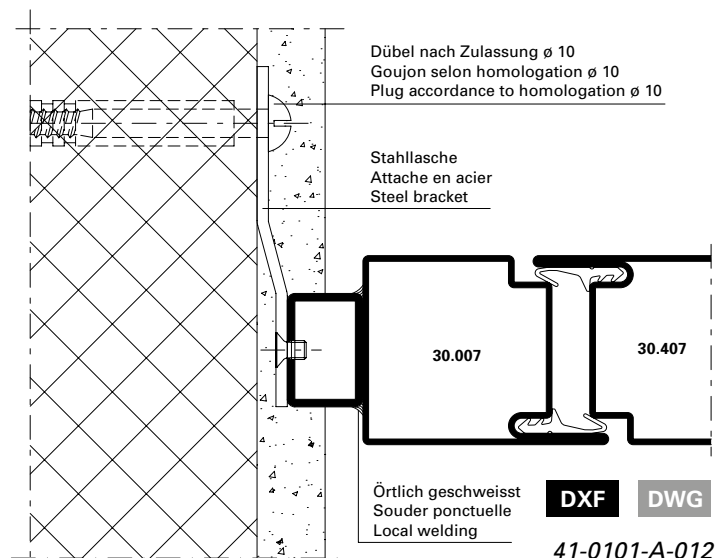 Dübel nach Zulassung ø 10
Goujon selon homologation ø 10
Plug accordance to homologation ø 10
Stahllasche
Attache en acier
Steel bracket
30.007
30.407
Örtlich geschweisst
Souder ponctuelle
Local welding
DXF
DWG
41-0101-A-012